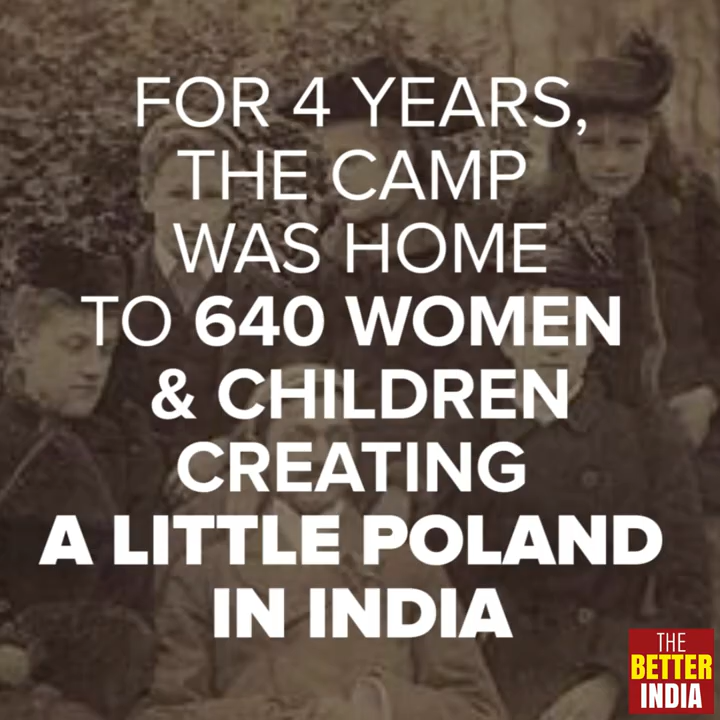 FOR 4 YEARS,
THE CAMP
WAS HOME
TO 640 WOMEN
& CHILDREN
CREATING
A LITTLE POLAND
IN INDIA
THE
BETTER
INDIA